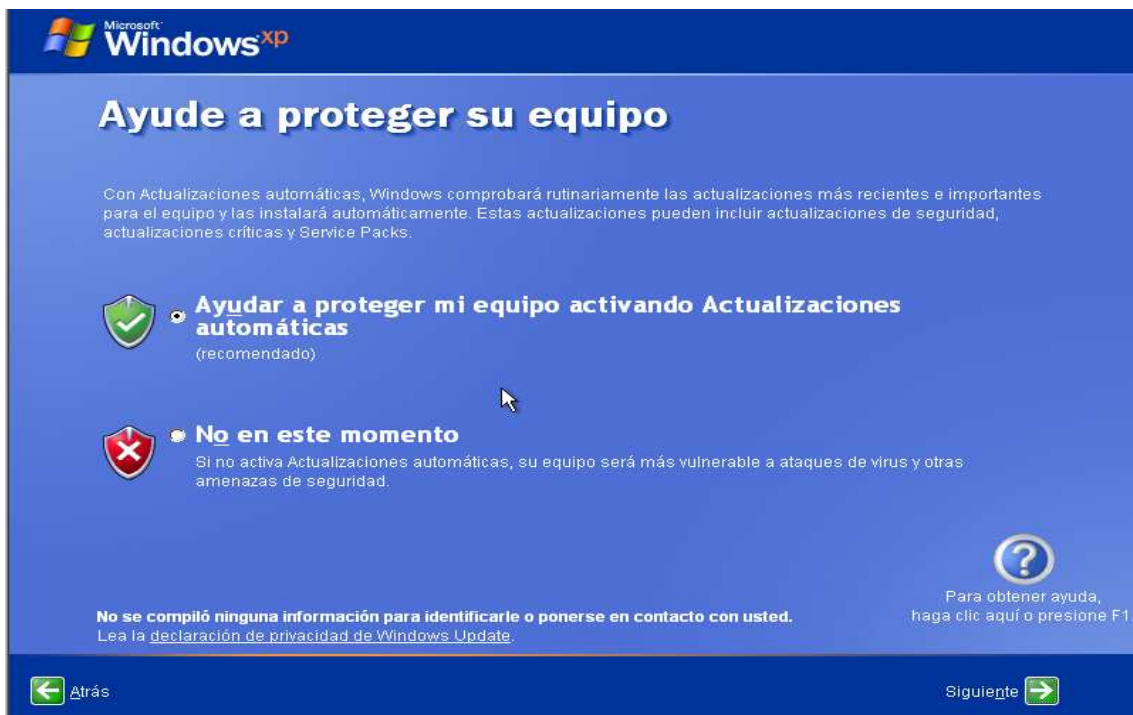 Microsoft
Windows xp
Ayude a proteger su equipo
Con Actualizaciones automáticas, Windows comprobará rutinariamente las actualizaciones más recientes e importantes
para el equipo y las instalará automáticamente. Estas actualizaciones pueden incluir actualizaciones de seguridad,
actualizaciones críticas y Service Packs.
Ayudar a proteger mi equipo activando Actualizaciones
automáticas
(recomendado)
No en este momento
Si no activa Actualizaciones automáticas, su equipo será más vulnerable a ataques de virus y otras
amenazas de seguridad.
Para obtener ayuda,
haga clic aquí o presione F1.
No se compiló ninguna información para identificarle o ponerse en contacto con usted.
Lea la declaración de privacidad de Windows Update.
Atrás
Siguiente